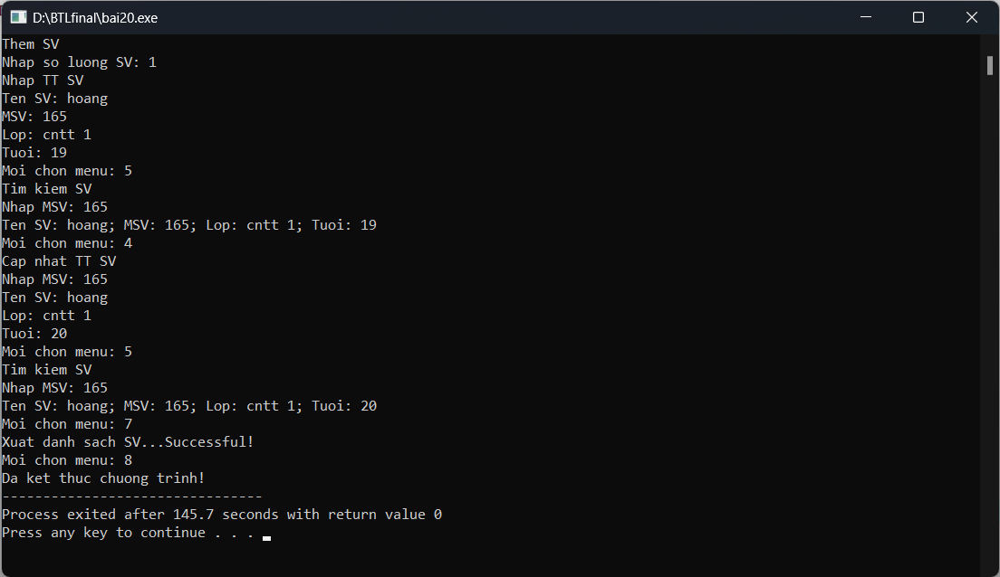 D:\BTLfinal\bai20.exe
Them SV
Nhap so luong SV: 1
Nhap TT SV
Ten SV: hoang
MSV: 165
Lop: cntt 1
Tuoi: 19
Moi chon menu: 5
Tim kiem SV
Nhap MSV: 165
Ten SV: hoang; MSV: 165; Lop: cntt 1; Tuoi: 19
Moi chon menu: 4
Cap nhat TT SV
Nhap MSV: 165
Ten SV: hoang
Lop: cntt 1
Tuoi: 20
Moi chon menu: 5
Tim kiem SV
Nhap MSV: 165
Ten SV: hoang; MSV: 165; Lop: cntt 1; Tuoi: 20
Moi chon menu: 7
Xuat danh sach SV...Successful!
Moi chon menu: 8
Da ket thuc chuong trinh!
--------------------------------
Process exited after 145.7 seconds with return value 0
Press any key to continue . . .